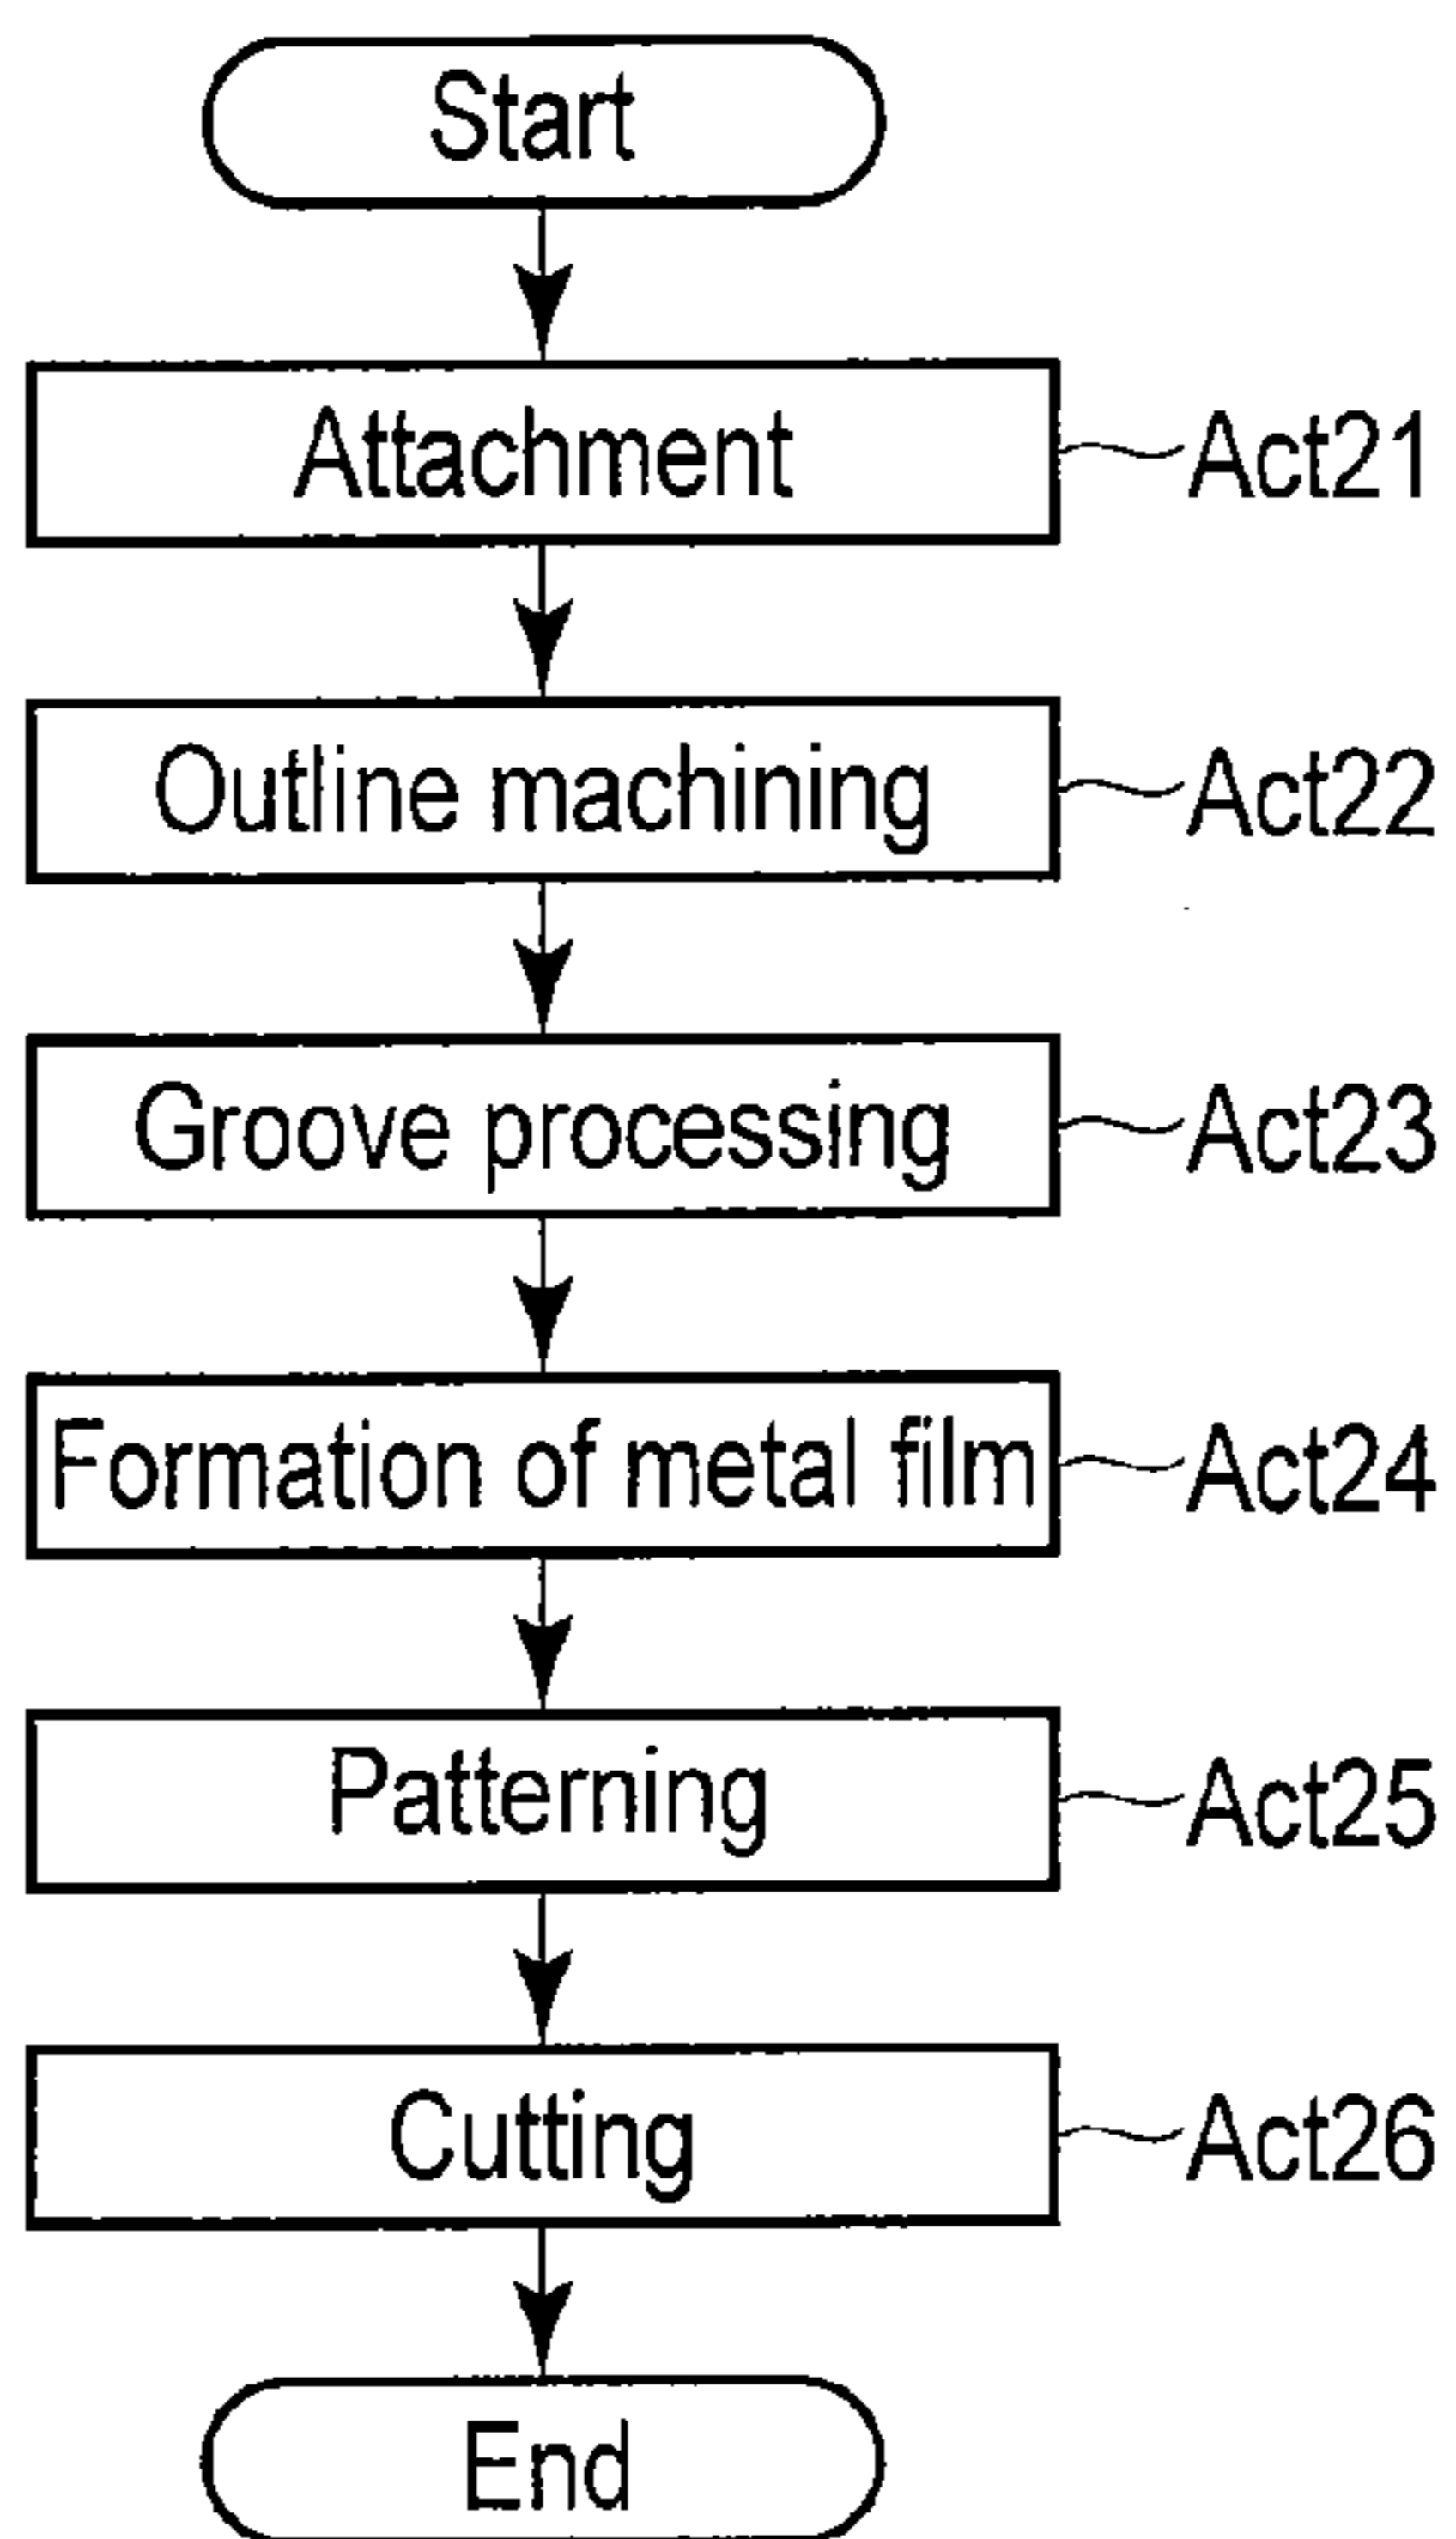 Start
Attachment Act21
Outline machining Act22
Groove processing Act23
Formation of metal film Act24
Patterning Act25
Cutting Act26
End